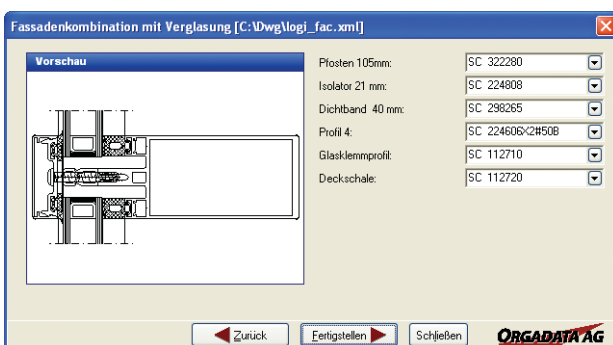 Fassadenkombination mit Verglasung [C:\Dwg\logi_fac.xml]
Vorschau
Pfosten 105mm: SC 322280
Isolator 21 mm: SC 224808
Dichtband 40 mm: SC 298265
Profil 4: SC 224606X2#50B
Glasklemmprofil: SC 112710
Deckschale: SC 112720
Zurück Fertigstellen Schließen ORGADATA AG